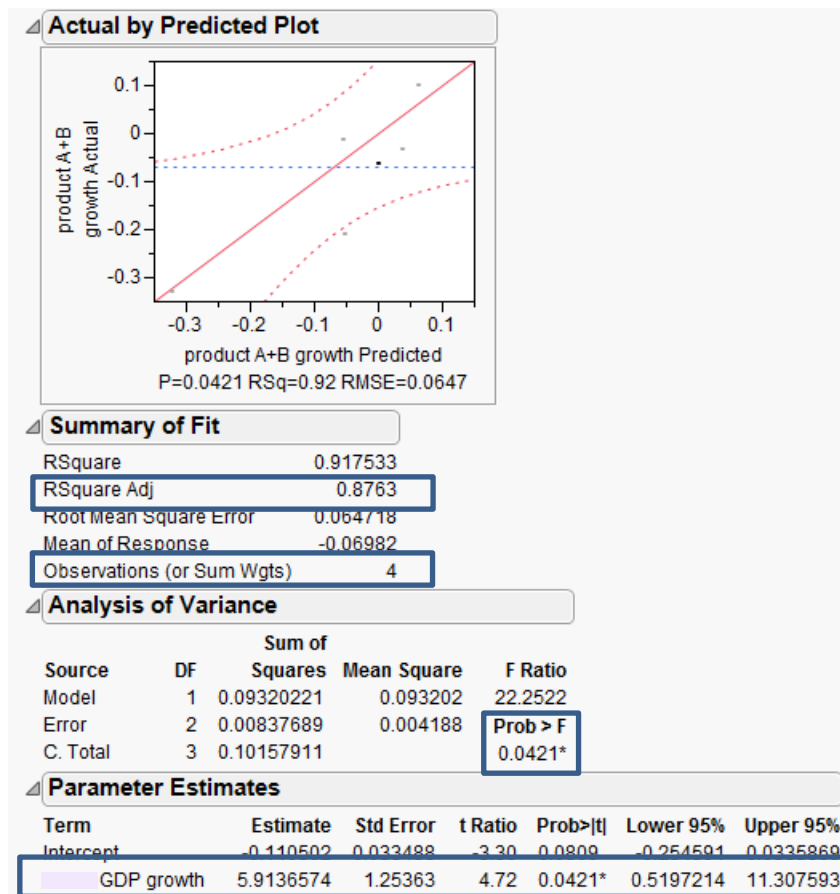 Actual by Predicted Plot
0.1
0
-0.1
-0.2
-0.3
product A+B
growth Actual
-0.3 -0.2 -0.1 0 0.1
product A+B growth Predicted
P=0.0421 RSq=0.92 RMSE=0.0647
Summary of Fit
RSquare 0.917533
RSquare Adj 0.8763
Root Mean Square Error 0.064718
Mean of Response -0.06982
Observations (or Sum Wgts) 4
Analysis of Variance
Sum of
Source DF Squares Mean Square F Ratio
Model 1 0.09320221 0.093202 22.2522
Error 2 0.00837689 0.004188 Prob > F
C. Total 3 0.10157911 0.0421*
Parameter Estimates
Term Estimate Std Error t Ratio Prob>|t| Lower 95% Upper 95%
Intercept -0.110502 0.033488 -3.30 0.0809 -0.254591 0.0335869
GDP growth 5.9136574 1.25363 4.72 0.0421* 0.5197214 11.307593